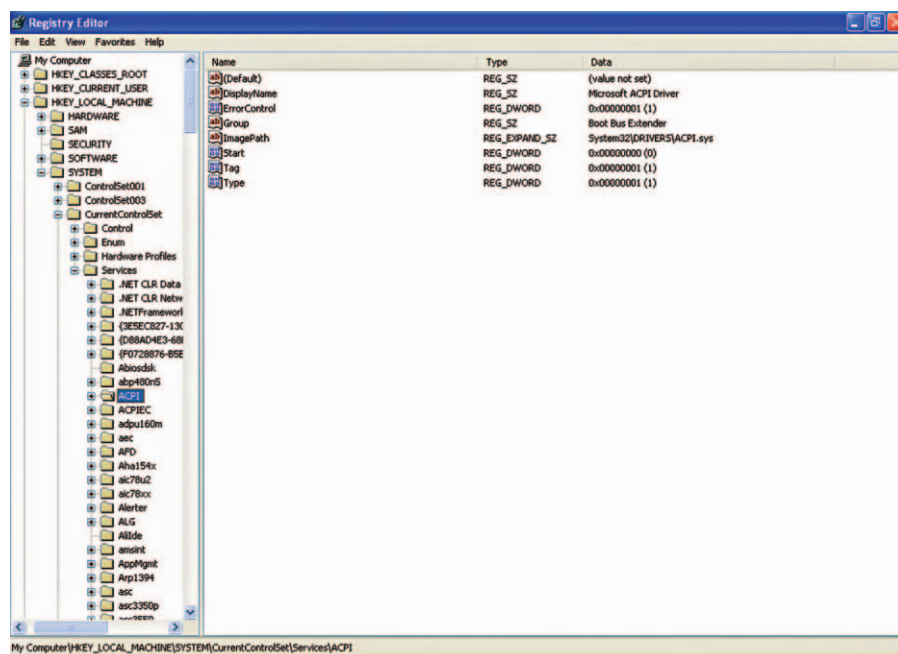 Registry Editor
File Edit View Favorites Help
My Computer
HKEY_CLASSES_ROOT
HKEY_CURRENT_USER
HKEY_LOCAL_MACHINE
HARDWARE
SAM
SECURITY
SOFTWARE
SYSTEM
ControlSet001
ControlSet003
CurrentControlSet
Control
Enum
Hardware Profiles
Services
.NET CLR Data
.NET CLR Netw
.NETFramework
{3E5EC827-13C
{D88AD4E3-68
{F0728876-B5E
Abiosdsk
abp480n5
ACPI
ACPIEC
adpu160m
aec
AFD
Aha154x
aic78u2
aic78xx
Alerter
ALG
AliIde
amsint
AppMgmt
Arp1394
asc
asc3350p
Name Type Data
(Default) REG_SZ (value not set)
DisplayName REG_SZ Microsoft ACPI Driver
ErrorControl REG_DWORD 0x00000001 (1)
Group REG_SZ Boot Bus Extender
ImagePath REG_EXPAND_SZ System32\DRIVERS\ACPI.sys
Start REG_DWORD 0x00000000 (0)
Tag REG_DWORD 0x00000001 (1)
Type REG_DWORD 0x00000001 (1)
My Computer\HKEY_LOCAL_MACHINE\SYSTEM\CurrentControlSet\Services\ACPI